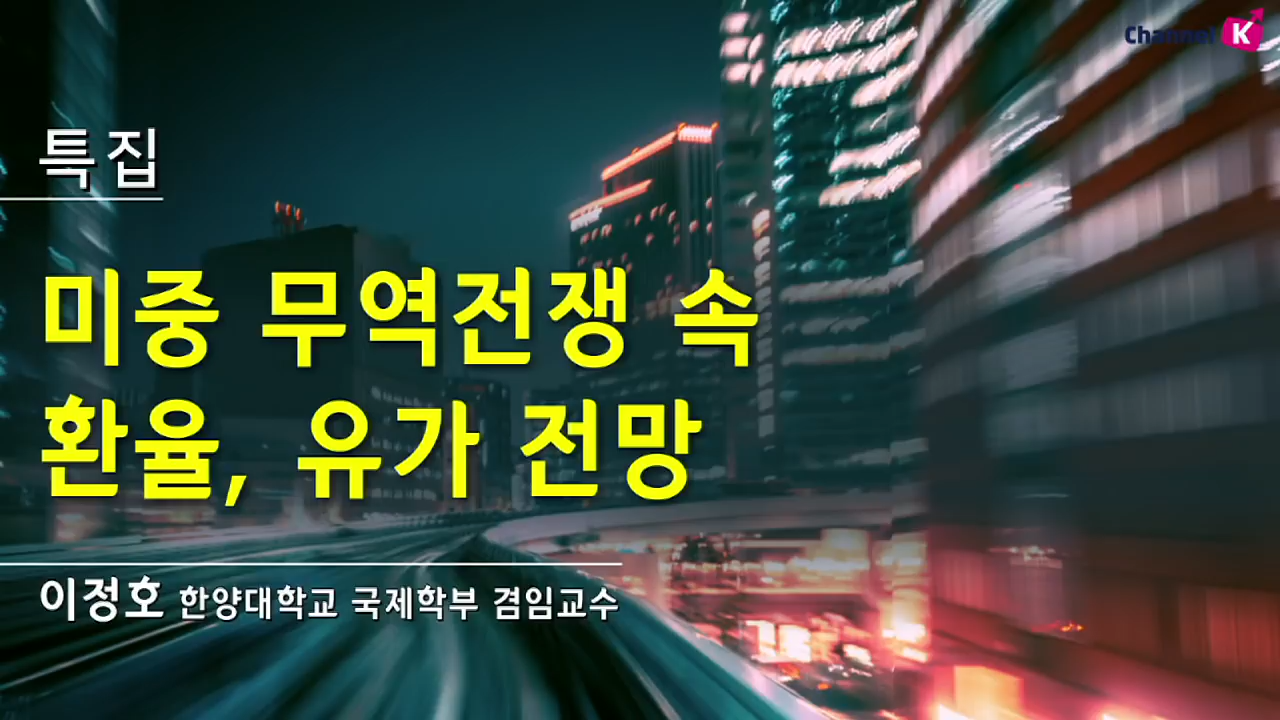 Channel K
특집
미중 무역전쟁 속
환율, 유가 전망
이정호 한양대학교 국제학부 겸임교수